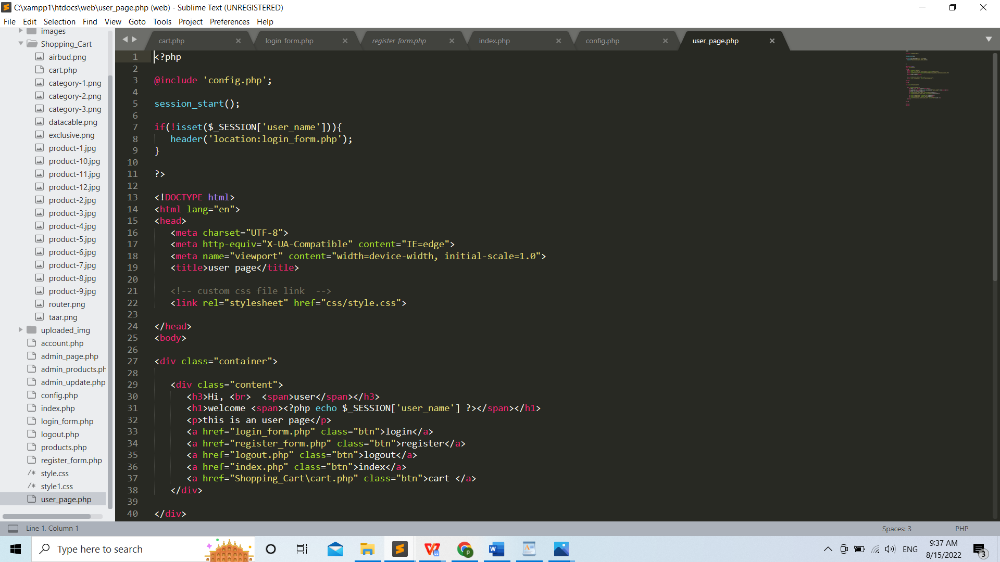 C:\xampp1\htdocs\web\user_page.php (web) - Sublime Text (UNREGISTERED)
File Edit Selection Find View Goto Tools Project Preferences Help
images
Shopping_Cart
airbud.png
cart.php
category-1.png
category-2.png
category-3.png
datacable.png
exclusive.png
product-1.jpg
product-10.jpg
product-11.jpg
product-12.jpg
product-2.jpg
product-3.jpg
product-4.jpg
product-5.jpg
product-6.jpg
product-7.jpg
product-8.jpg
product-9.jpg
router.png
taar.png
uploaded_img
account.php
admin_page.php
admin_products.ph
admin_update.php
config.php
index.php
login_form.php
logout.php
products.php
register_form.php
/* style.css
/* style1.css
user_page.php
cart.php login_form.php register_form.php index.php config.php user_page.php
1 <?php
2
3 @include 'config.php';
4
5 session_start();
6
7 if(!isset($_SESSION['user_name'])){
8    header('location:login_form.php');
9 }
10
11 ?>
12
13 <!DOCTYPE html>
14 <html lang="en">
15 <head>
16    <meta charset="UTF-8">
17    <meta http-equiv="X-UA-Compatible" content="IE=edge">
18    <meta name="viewport" content="width=device-width, initial-scale=1.0">
19    <title>user page</title>
20
21    <!-- custom css file link  -->
22    <link rel="stylesheet" href="css/style.css">
23
24 </head>
25 <body>
26
27 <div class="container">
28
29    <div class="content">
30       <h3>Hi, <br>  <span>user</span></h3>
31       <h1>welcome <span><?php echo $_SESSION['user_name'] ?></span></h1>
32       <p>this is an user page</p>
33       <a href="login_form.php" class="btn">login</a>
34       <a href="register_form.php" class="btn">register</a>
35       <a href="logout.php" class="btn">logout</a>
36       <a href="index.php" class="btn">index</a>
37       <a href="Shopping_Cart\cart.php" class="btn">cart </a>
38    </div>
39
40 </div>
Line 1, Column 1 Spaces: 3 PHP
Type here to search
ENG
9:37 AM
8/15/2022
3